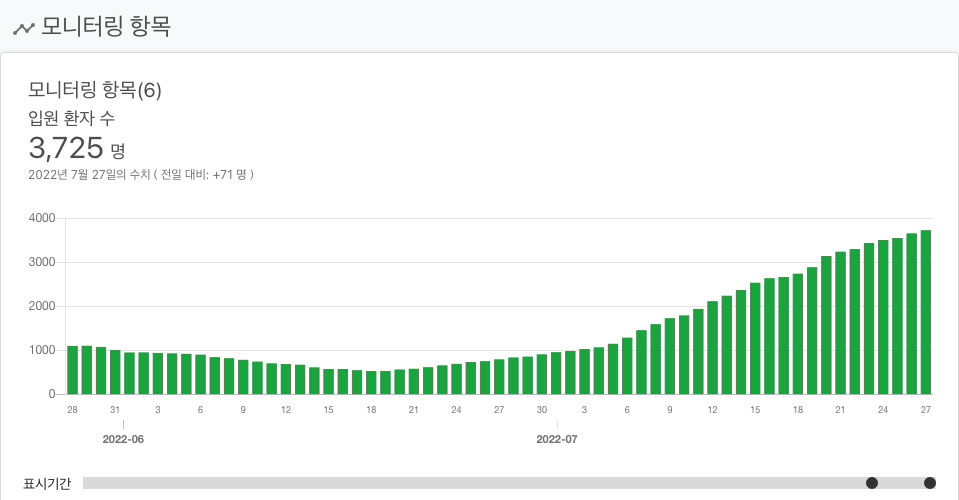 모니터링 항목
모니터링 항목(6)
입원 환자 수
3,725 명
2022년 7월 27일의 수치 ( 전일 대비: +71 명 )
4000
3000
2000
1000
0
28 31 3 6 9 12 15 18 21 24 27 30 3 6 9 12 15 18 21 24 27
2022-06 2022-07
표시기간